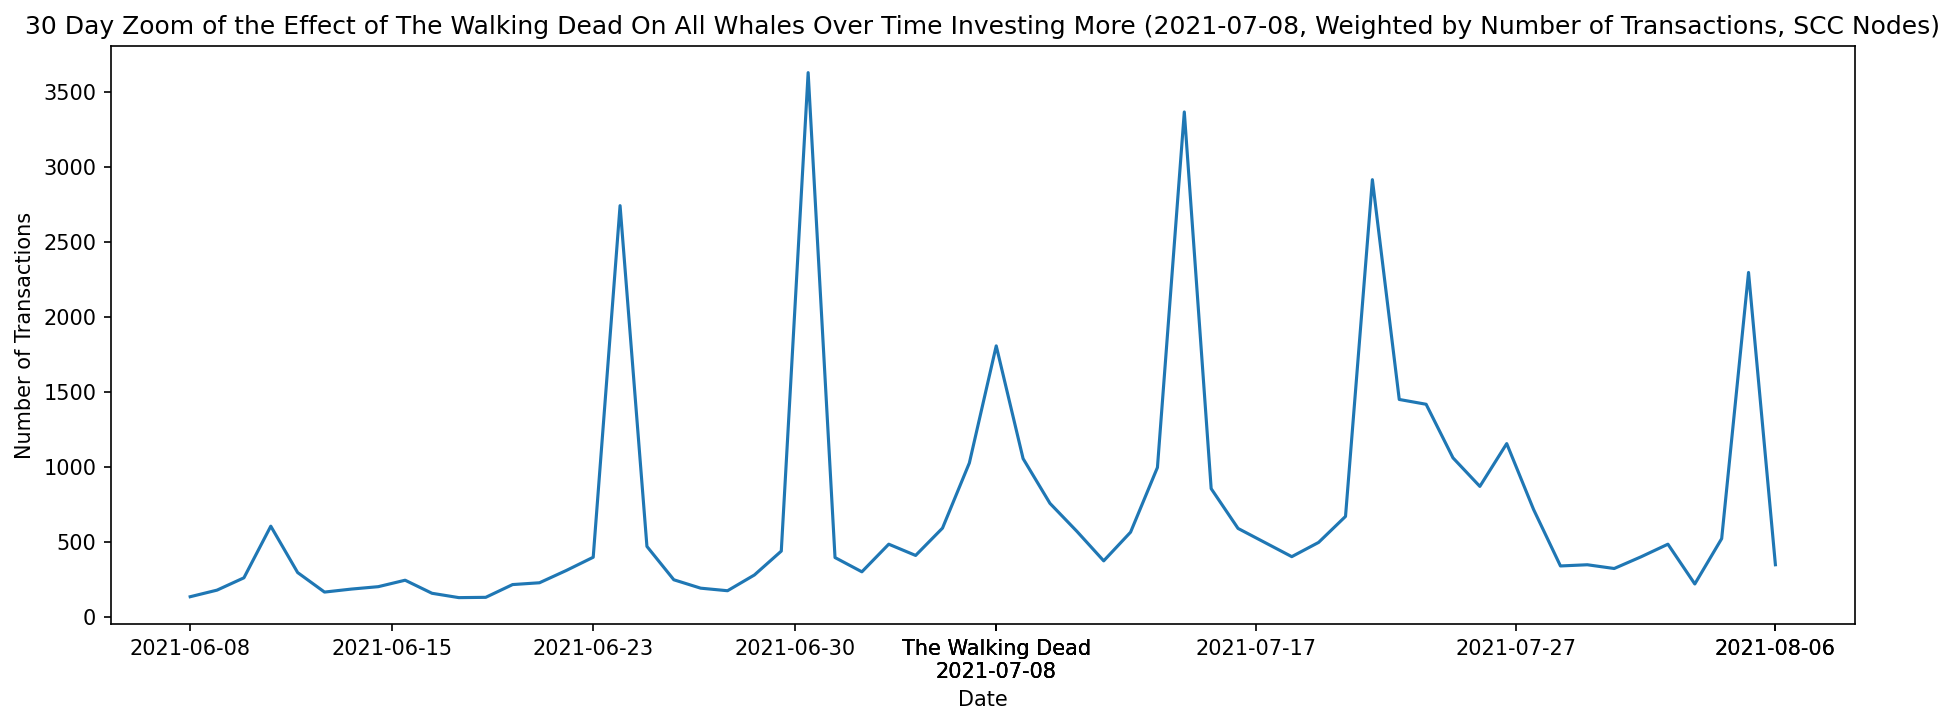 30 Day Zoom of the Effect of The Walking Dead On All Whales Over Time Investing More (2021-07-08, Weighted by Number of Transactions, SCC Nodes)
Number of Transactions
3500
3000
2500
2000
1500
1000
500
0
2021-06-08 2021-06-15 2021-06-23 2021-06-30 The Walking Dead 2021-07-17 2021-07-27 2021-08-06
2021-07-08
Date